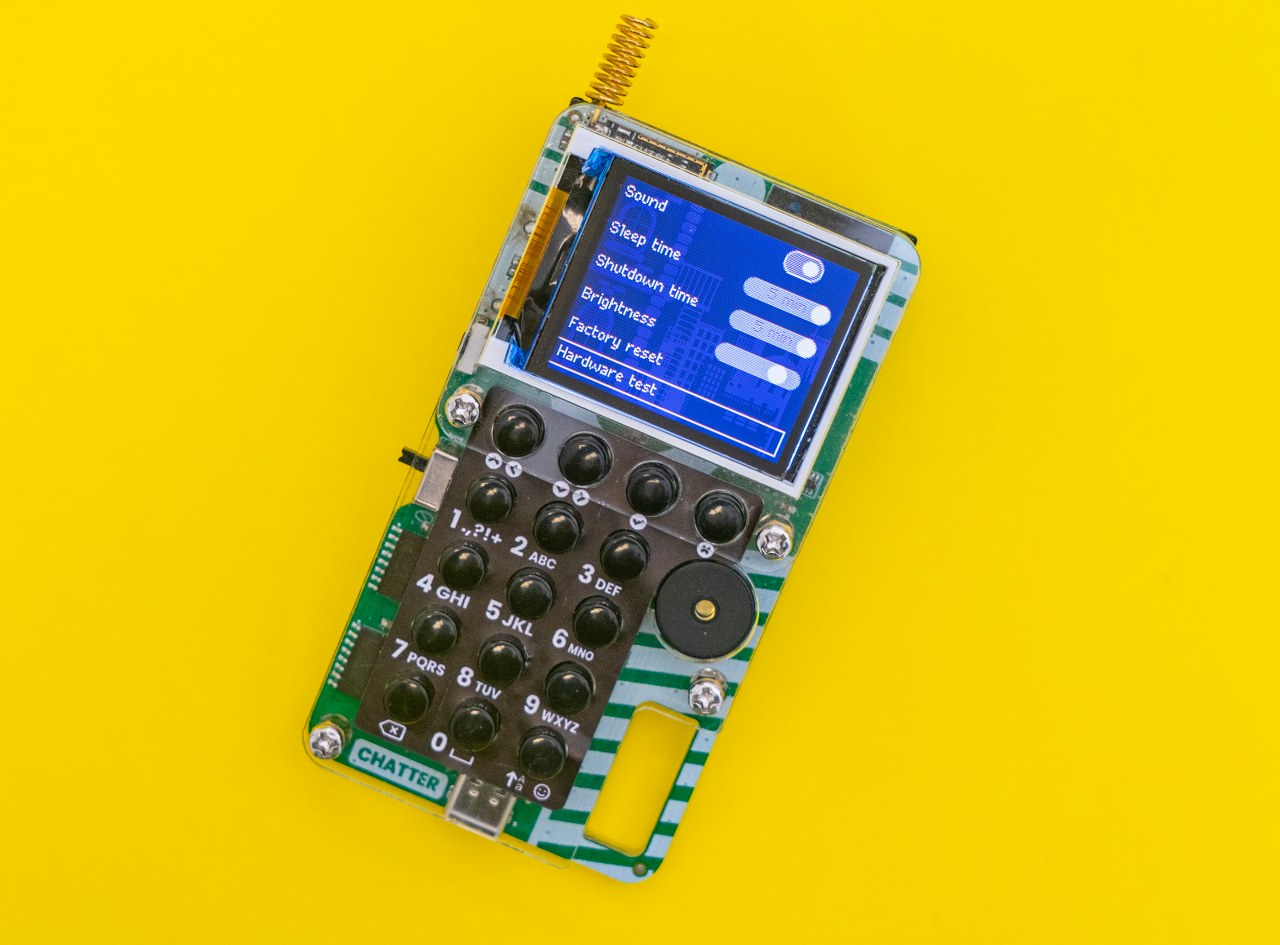 Sound
Sleep time
5 min
Shutdown time
5 min
Brightness
Factory reset
Hardware test
1.,?!+
2 ABC
3 DEF
4 GHI
5 JKL
6 MNO
7 PQRS
8 TUV
9 WXYZ
0
A
a
CHATTER